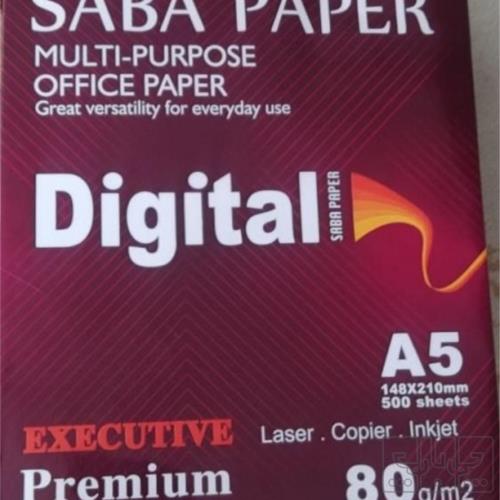 SABA PAPER
MULTI-PURPOSE
OFFICE PAPER
Great versatility for everyday use
Digital
SABA PAPER
A5
148X210mm
500 sheets
EXECUTIVE
Laser . Copier . Inkjet
Premium
80g/m2